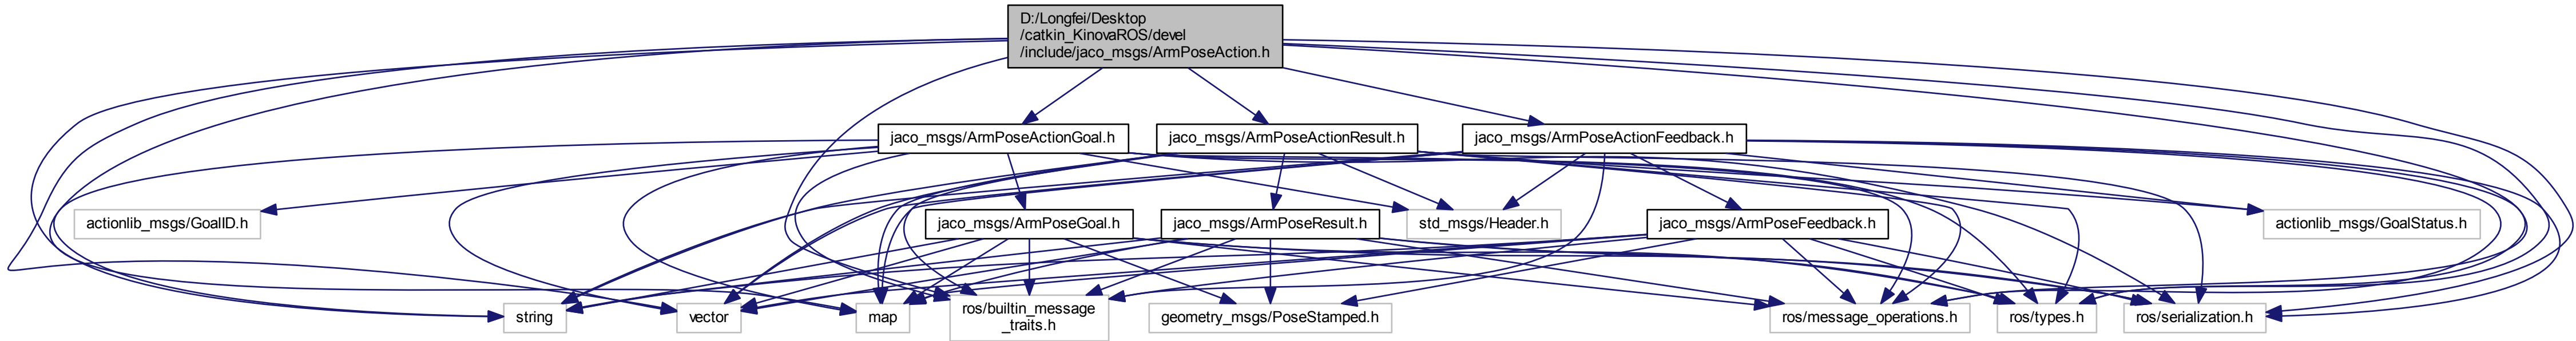 D:/Longfei/Desktop
/catkin_KinovaROS/devel
/include/jaco_msgs/ArmPoseAction.h
jaco_msgs/ArmPoseActionGoal.h
jaco_msgs/ArmPoseActionResult.h
jaco_msgs/ArmPoseActionFeedback.h
actionlib_msgs/GoalID.h
jaco_msgs/ArmPoseGoal.h
jaco_msgs/ArmPoseResult.h
std_msgs/Header.h
jaco_msgs/ArmPoseFeedback.h
actionlib_msgs/GoalStatus.h
string
vector
map
ros/builtin_message
_traits.h
geometry_msgs/PoseStamped.h
ros/message_operations.h
ros/types.h
ros/serialization.h